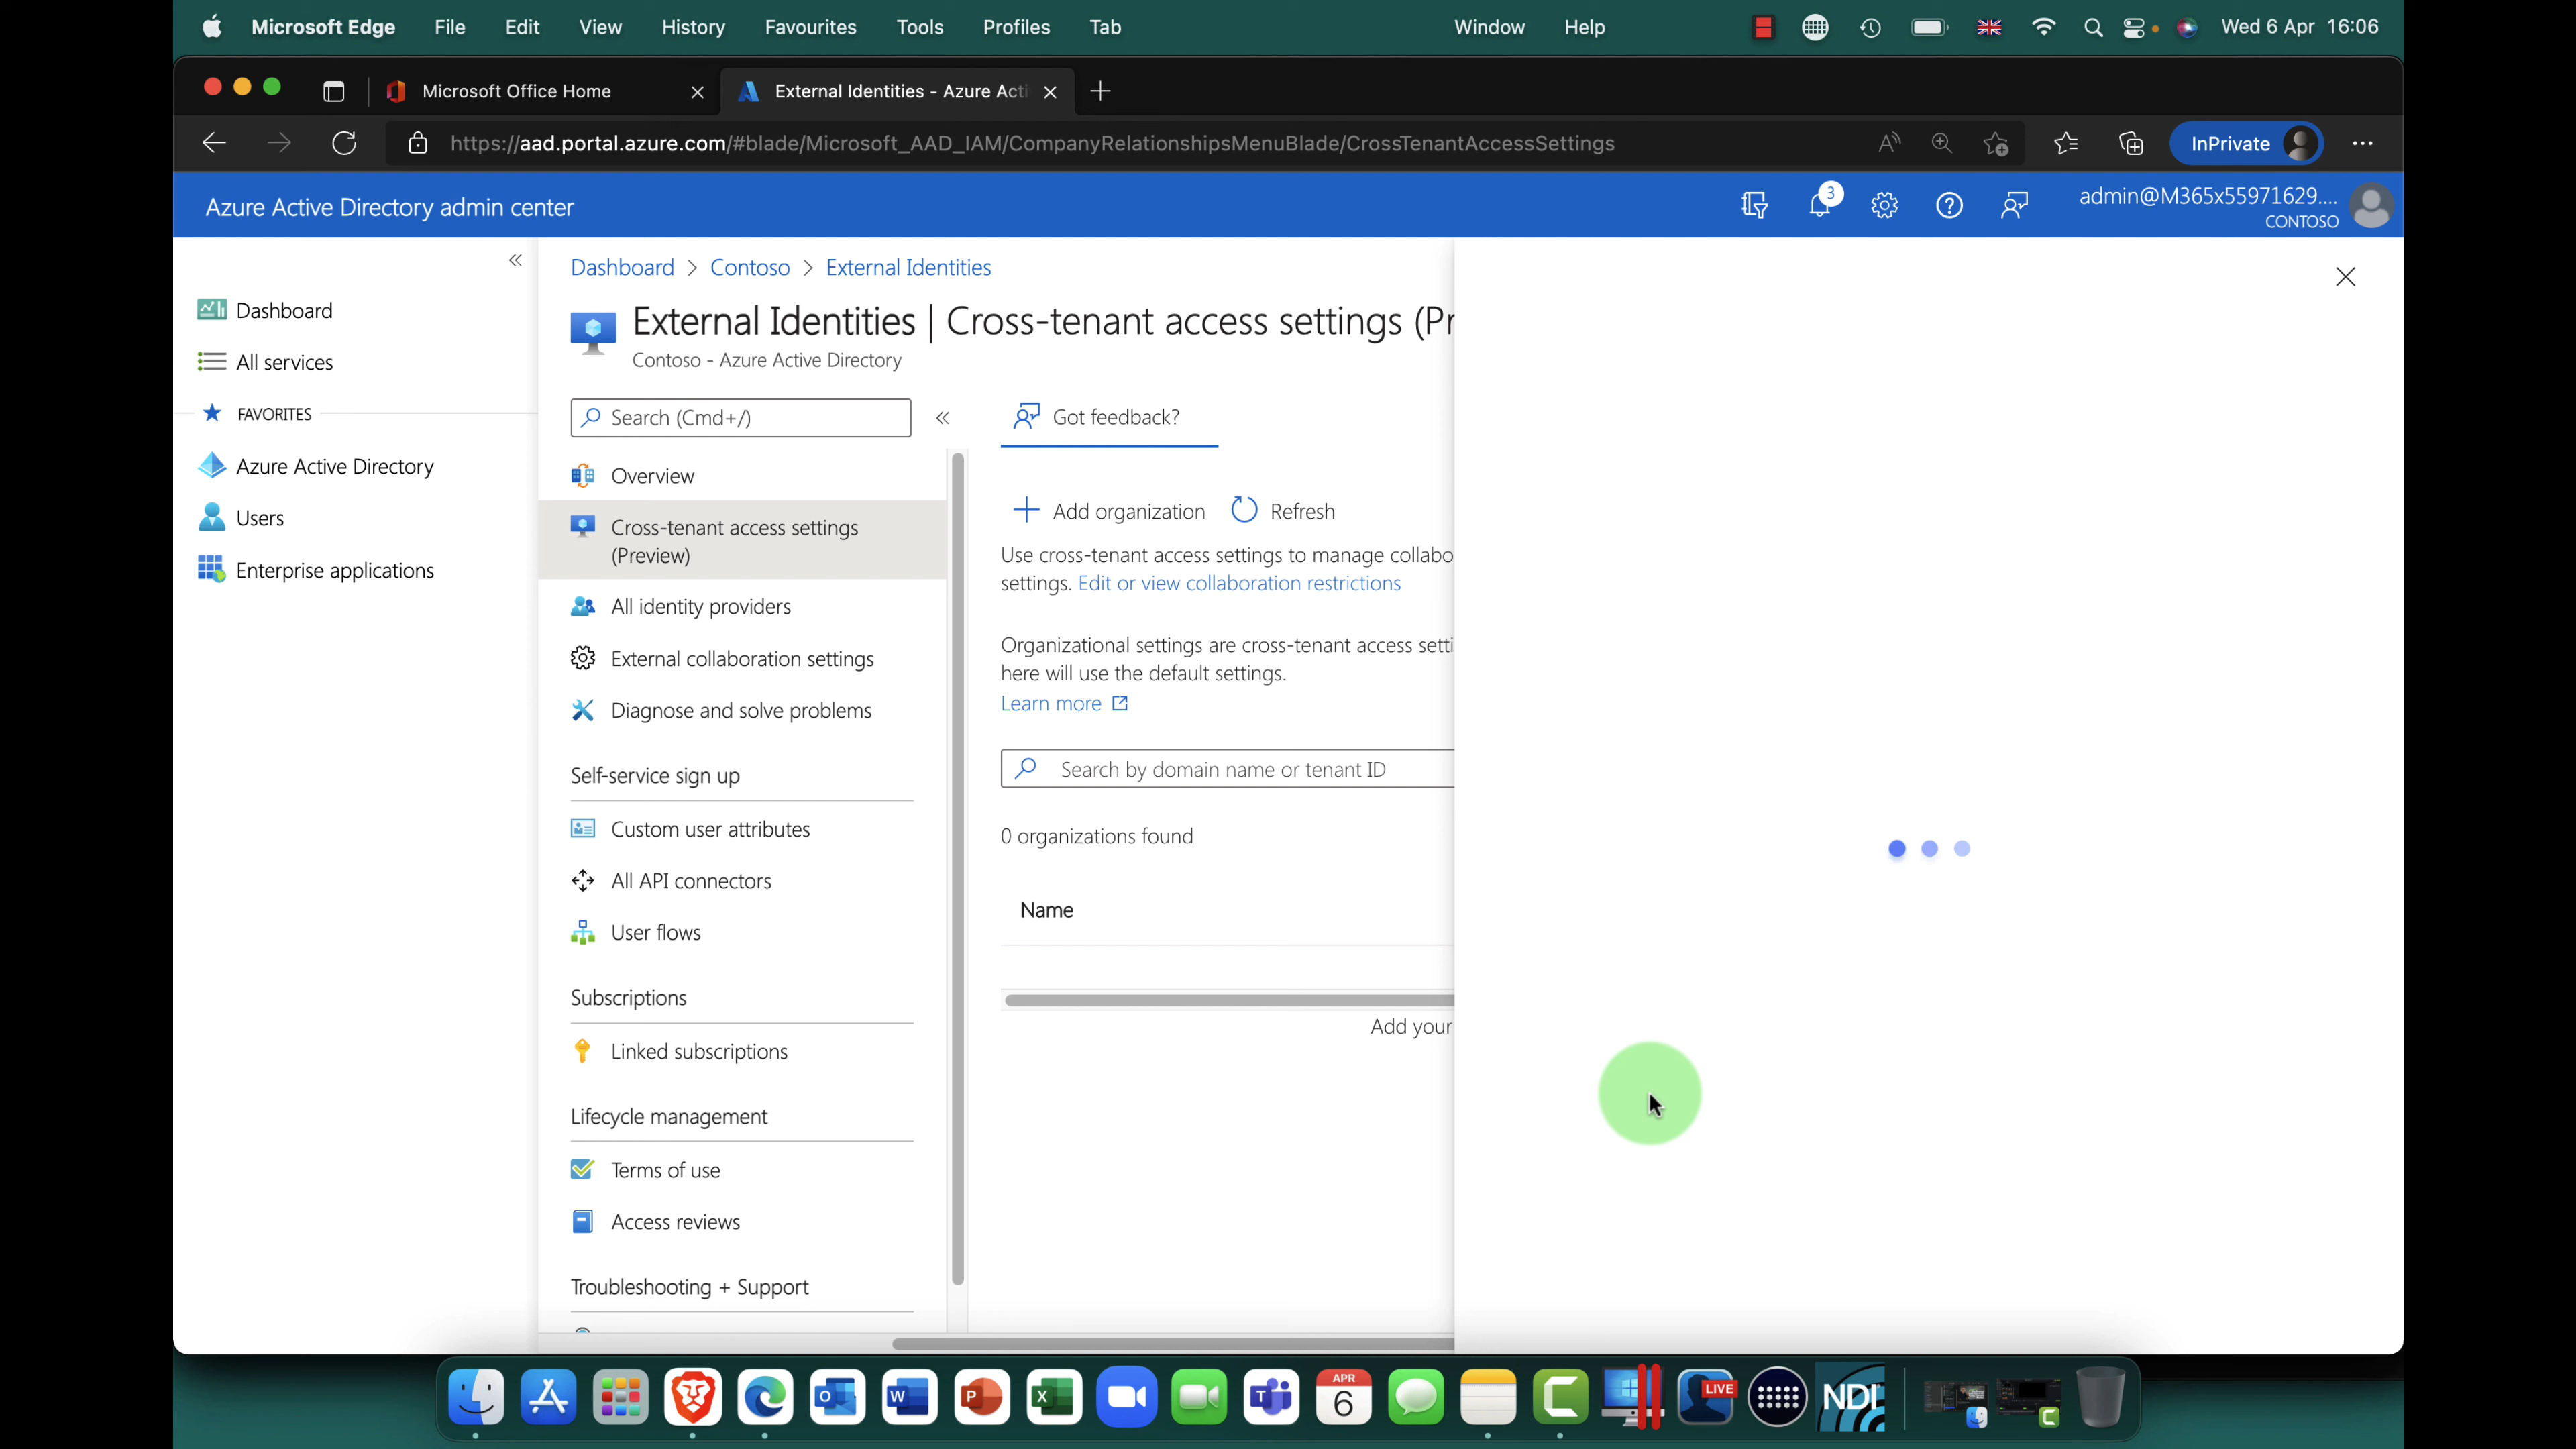 Microsoft Edge File Edit View History Favourites Tools Profiles Tab Window Help Wed 6 Apr 16:06
Microsoft Office Home
External Identities - Azure Acti
https://aad.portal.azure.com/#blade/Microsoft_AAD_IAM/CompanyRelationshipsMenuBlade/CrossTenantAccessSettings
InPrivate
Azure Active Directory admin center
3
admin@M365x55971629....
CONTOSO
Dashboard
All services
FAVORITES
Azure Active Directory
Users
Enterprise applications
Dashboard > Contoso > External Identities
External Identities | Cross-tenant access settings (Pr
Contoso - Azure Active Directory
Search (Cmd+/)
Overview
Cross-tenant access settings
(Preview)
All identity providers
External collaboration settings
Diagnose and solve problems
Self-service sign up
Custom user attributes
All API connectors
User flows
Subscriptions
Linked subscriptions
Lifecycle management
Terms of use
Access reviews
Troubleshooting + Support
Got feedback?
Add organization Refresh
Use cross-tenant access settings to manage collabo
settings. Edit or view collaboration restrictions
Organizational settings are cross-tenant access setti
here will use the default settings.
Learn more
Search by domain name or tenant ID
0 organizations found
Name
Add your
APR
6
LIVE
NDI